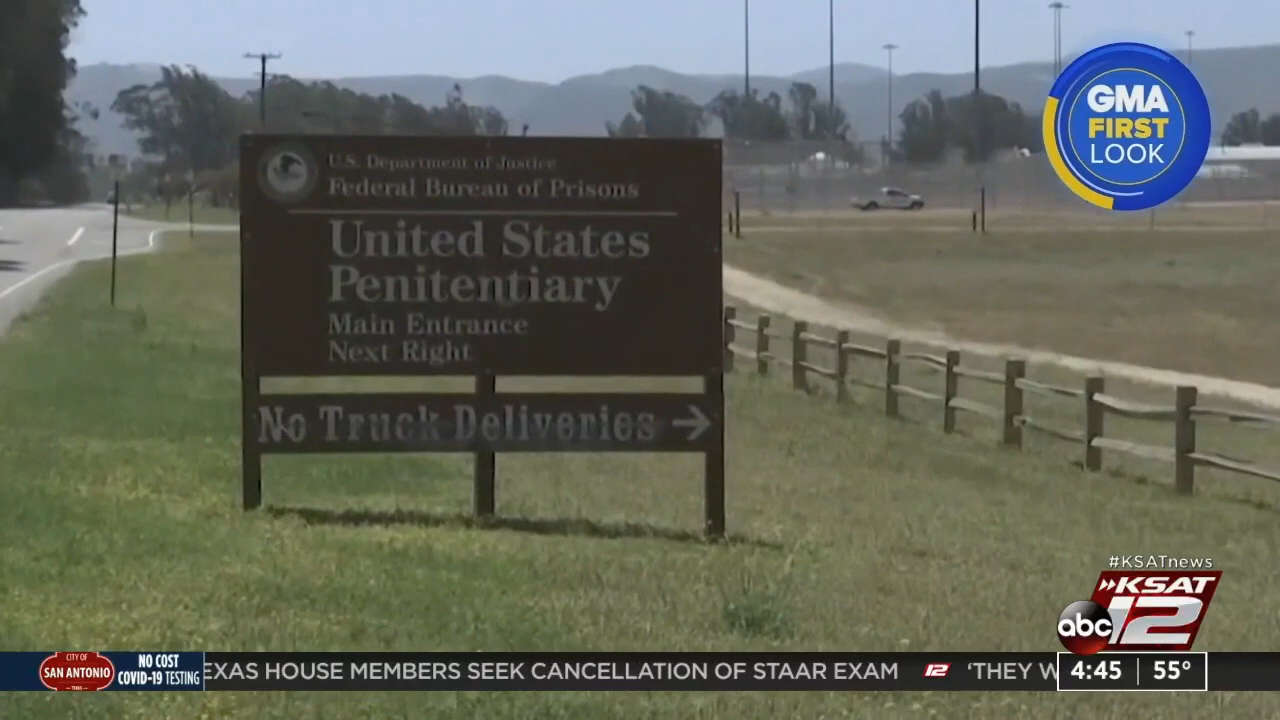 GMA
FIRST
LOOK
U.S. Department of Justice
Federal Bureau of Prisons
United States
Penitentiary
Main Entrance
Next Right
No Truck Deliveries →
#KSATnews
KSAT
abc 12
CITY OF
SAN ANTONIO
TEXAS
NO COST
COVID-19 TESTING
EXAS HOUSE MEMBERS SEEK CANCELLATION OF STAAR EXAM 12 'THEY W
4:45 55°